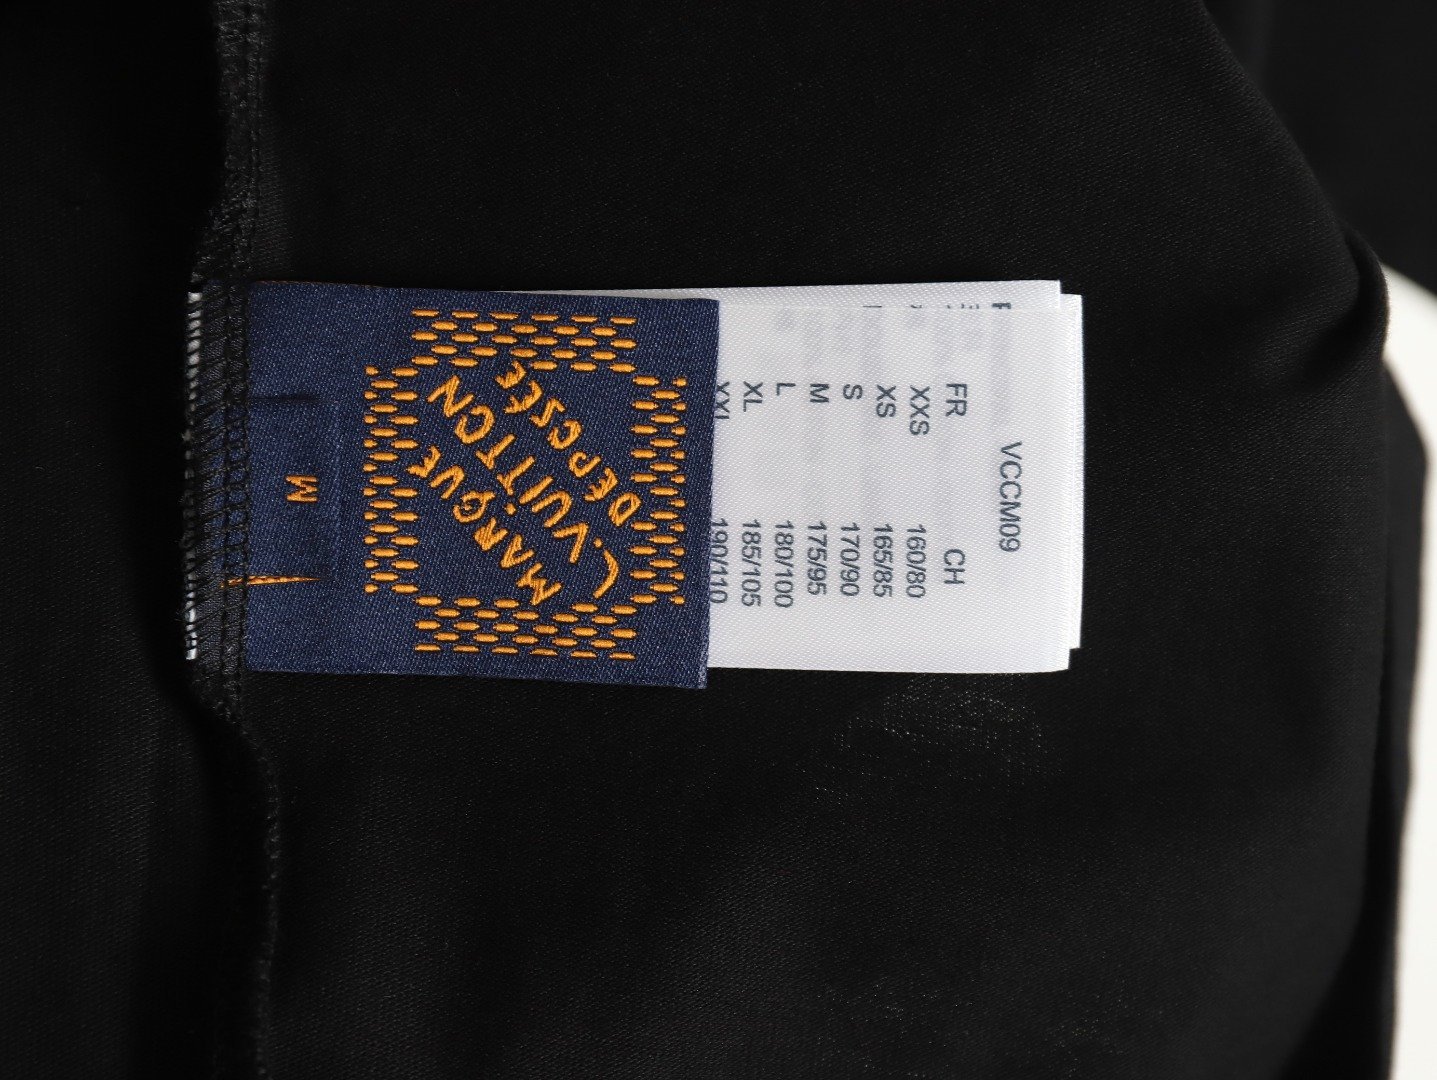 MARQVE
L.VUITTON
DÉPOSÉE
M
VCCM09
FR CH
XXS 160/80
XS 165/85
S 170/90
M 175/95
L 180/100
XL 185/105
XXL 190/110